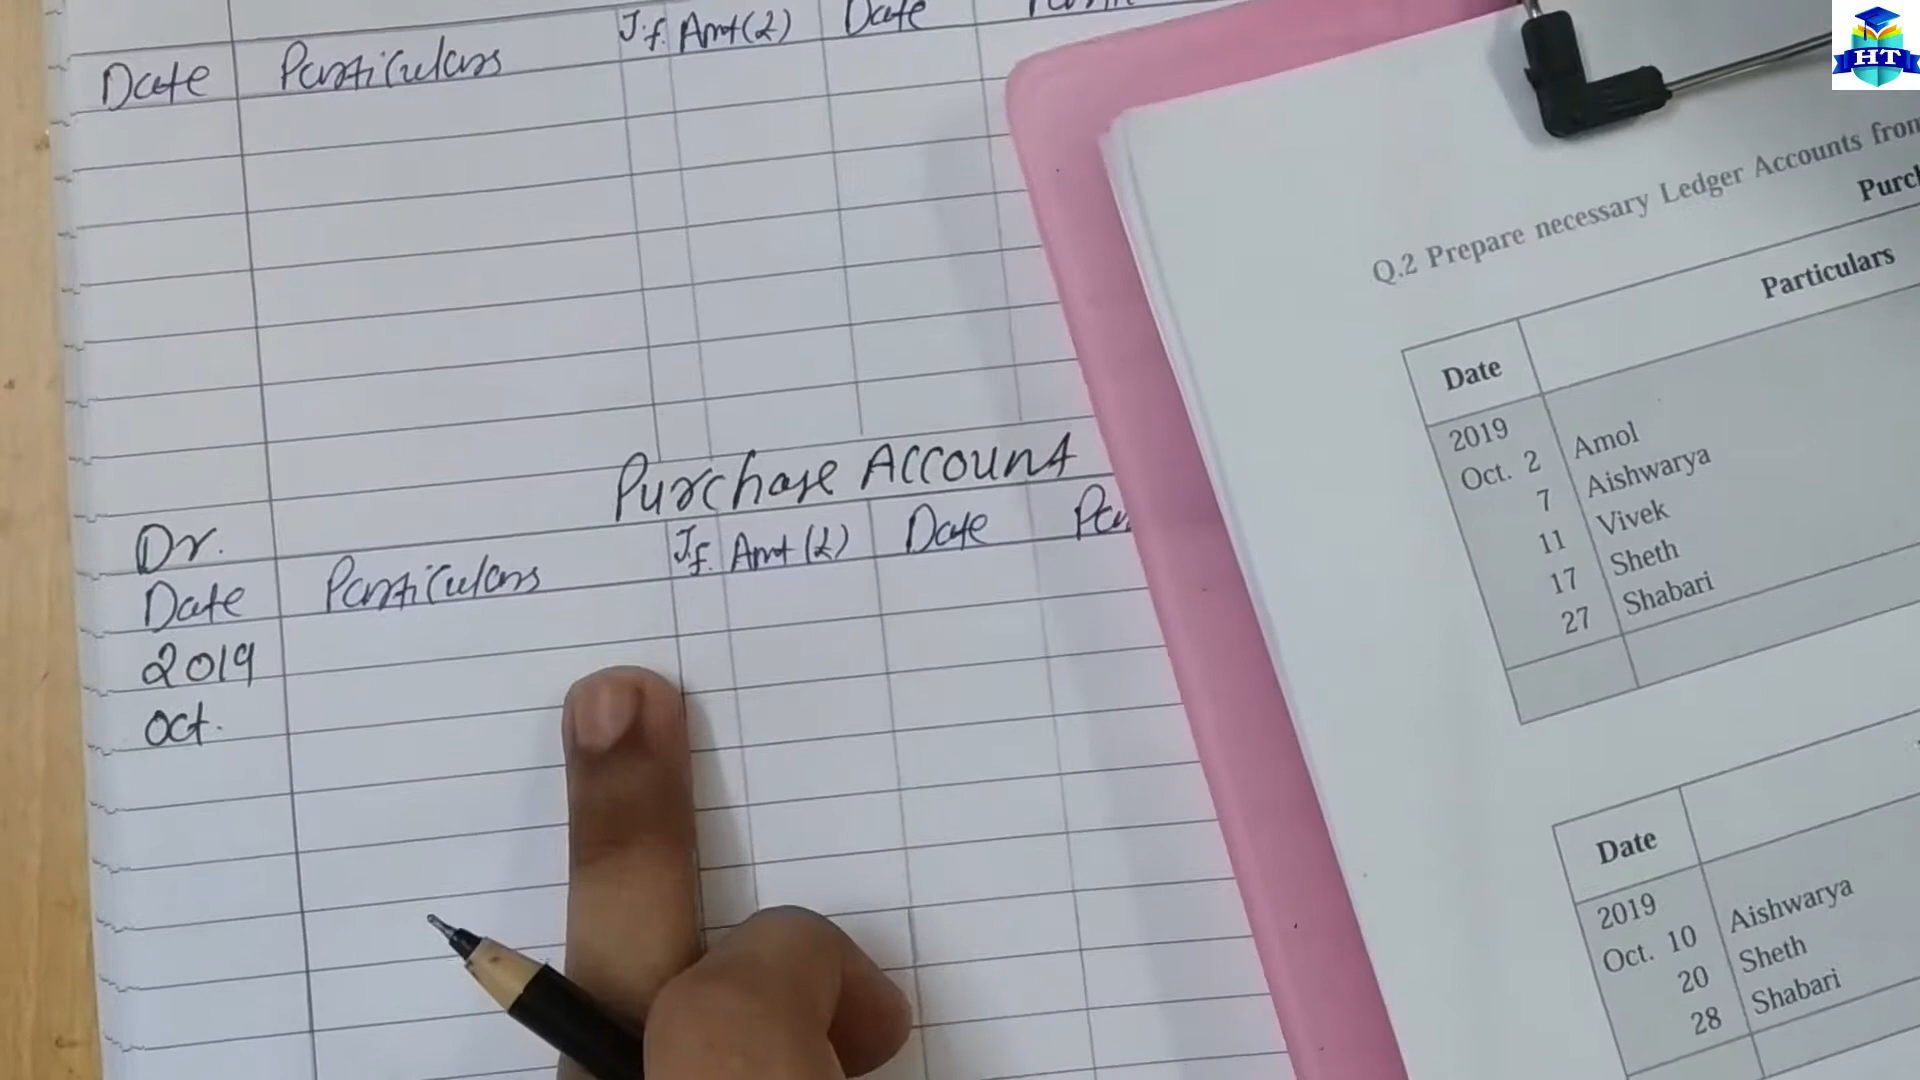 J.f. Amt(₹) Date
Date Particulars
Purchase Account
Dr.
Date Particulars J.f. Amt(₹) Date
2019
Oct.
HT
Q.2 Prepare necessary Ledger Accounts from
Date Particulars
2019
Oct. 2 Amol
7 Aishwarya
11 Vivek
17 Sheth
27 Shabari
Date
2019
Oct. 10 Aishwarya
20 Sheth
28 Shabari